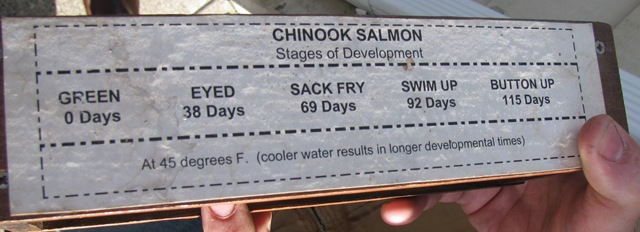 CHINOOK SALMON
Stages of Development
GREEN EYED SACK FRY SWIM UP BUTTON UP
0 Days 38 Days 69 Days 92 Days 115 Days
At 45 degrees F. (cooler water results in longer developmental times)